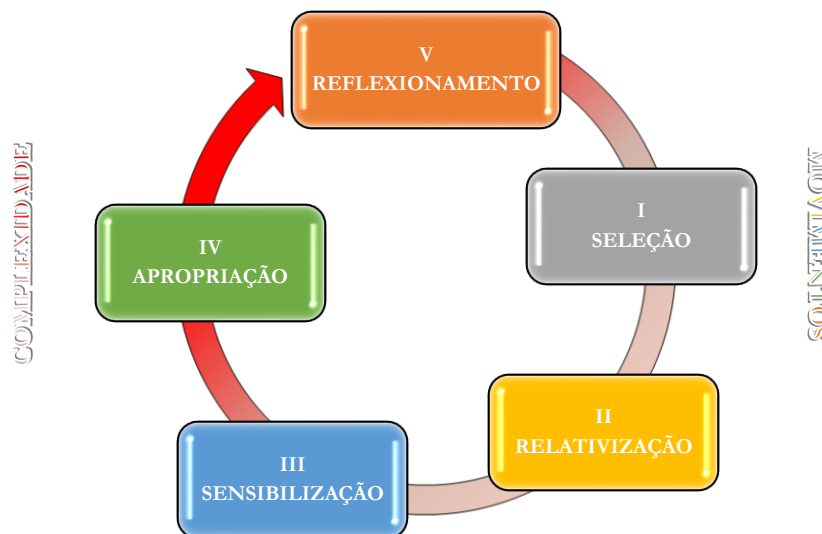 V
REFLEXIONAMENTO
I
SELEÇÃO
II
RELATIVIZAÇÃO
III
SENSIBILIZAÇÃO
IV
APROPRIAÇÃO
COMPLEXIDADE
MOVIMENTOS